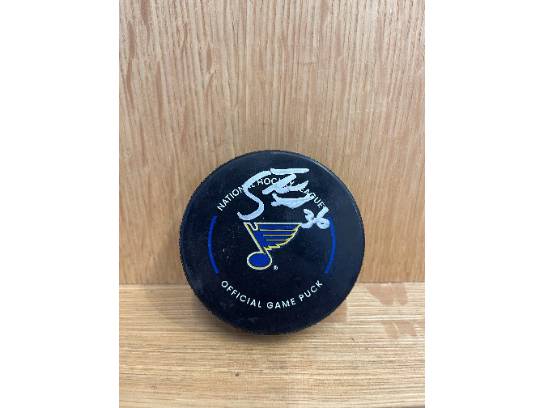 NATIONAL HOCKEY LEAGUE
36
®
OFFICIAL GAME PUCK